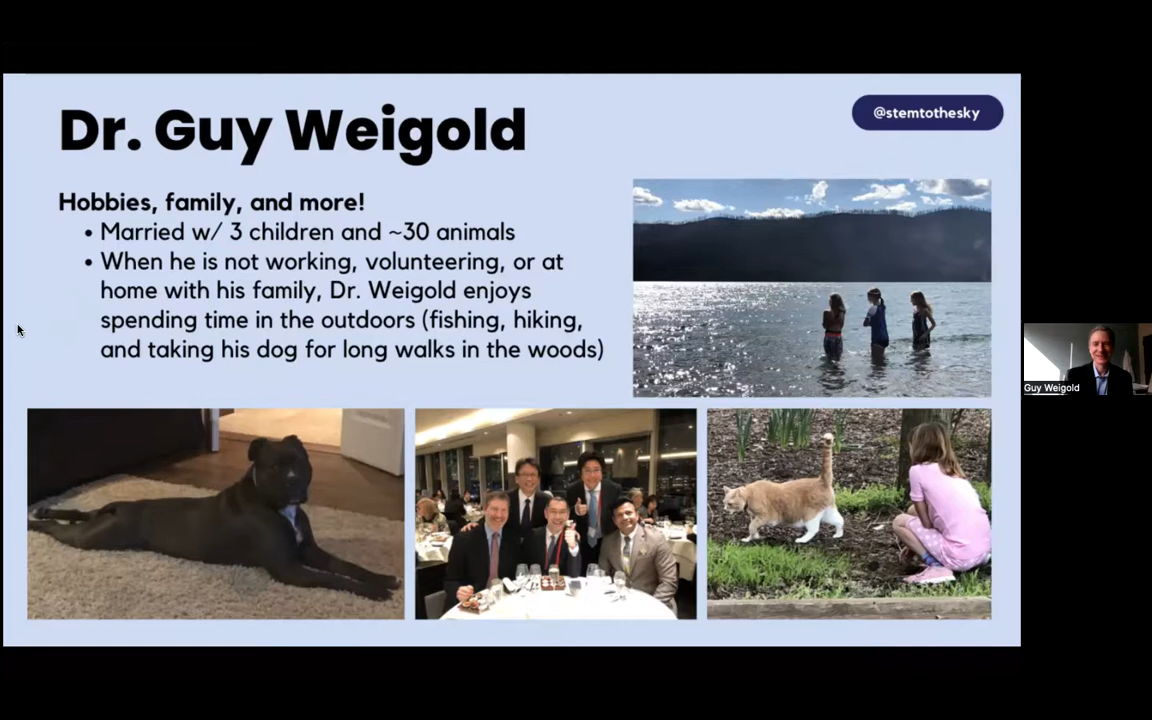 Dr. Guy Weigold
@stemtothesky
Hobbies, family, and more!
• Married w/ 3 children and ~30 animals
• When he is not working, volunteering, or at
home with his family, Dr. Weigold enjoys
spending time in the outdoors (fishing, hiking,
and taking his dog for long walks in the woods)
Guy Weigold